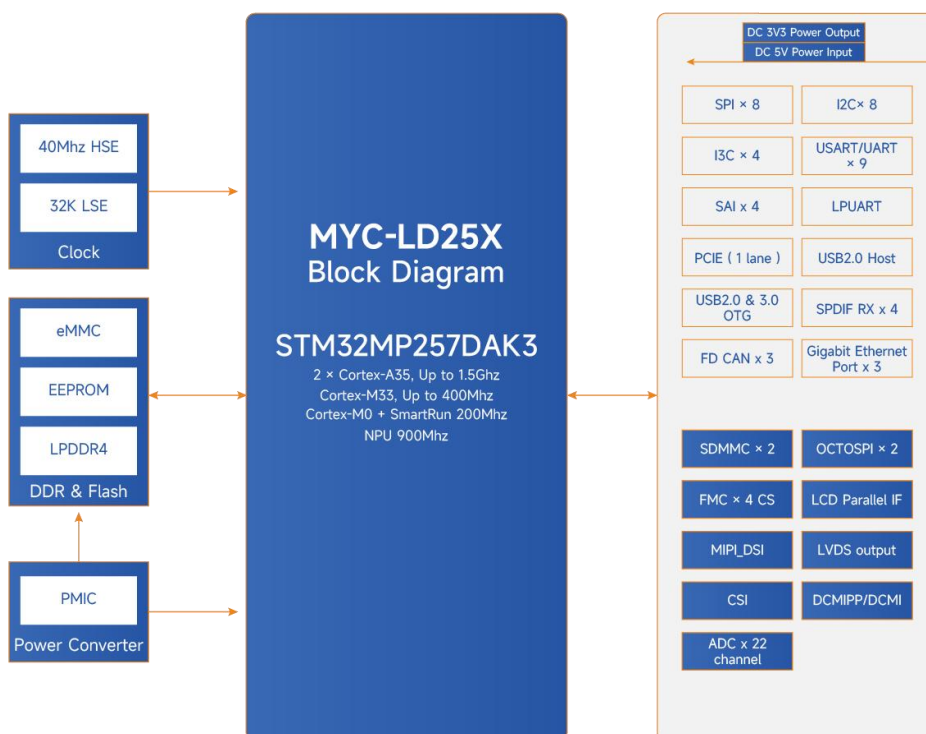 40Mhz HSE
32K LSE
Clock
eMMC
EEPROM
LPDDR4
DDR & Flash
PMIC
Power Converter
MYC-LD25X
Block Diagram
STM32MP257DAK3
2 × Cortex-A35, Up to 1.5Ghz
Cortex-M33, Up to 400Mhz
Cortex-M0 + SmartRun 200Mhz
NPU 900Mhz
DC 3V3 Power Output
DC 5V Power Input
SPI × 8
I2C× 8
I3C × 4
USART/UART
× 9
SAI x 4
LPUART
PCIE ( 1 lane )
USB2.0 Host
USB2.0 & 3.0
OTG
SPDIF RX x 4
FD CAN x 3
Gigabit Ethernet
Port x 3
SDMMC × 2
OCTOSPI × 2
FMC × 4 CS
LCD Parallel IF
MIPI_DSI
LVDS output
CSI
DCMIPP/DCMI
ADC x 22
channel